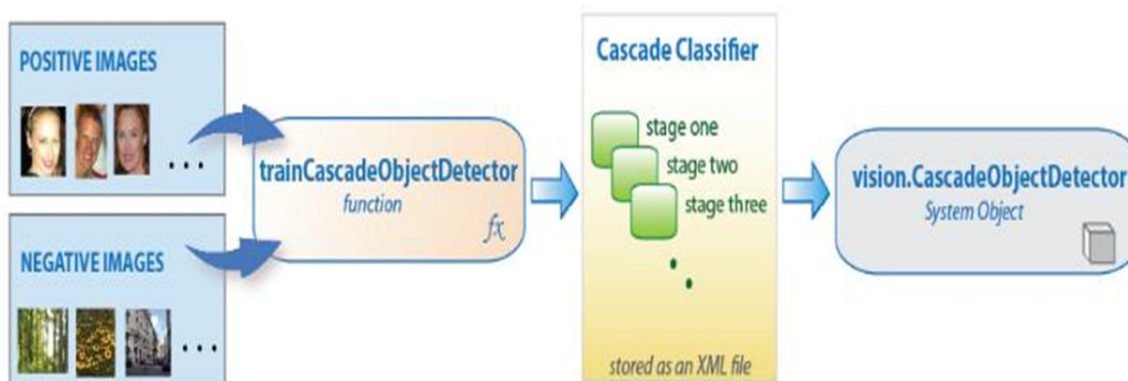 POSITIVE IMAGES
. . .
NEGATIVE IMAGES
. . .
trainCascadeObjectDetector
function
fx
Cascade Classifier
stage one
stage two
stage three
stored as an XML file
vision.CascadeObjectDetector
System Object